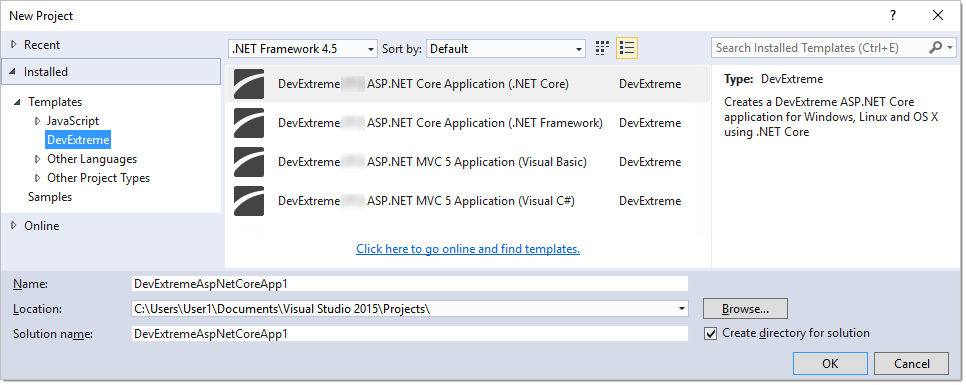 New Project
?
Recent
.NET Framework 4.5 Sort by: Default
Search Installed Templates (Ctrl+E)
Installed
Templates
JavaScript
DevExtreme
Other Languages
Other Project Types
Samples
Online
DevExtreme ASP.NET Core Application (.NET Core) DevExtreme
DevExtreme ASP.NET Core Application (.NET Framework) DevExtreme
DevExtreme ASP.NET MVC 5 Application (Visual Basic) DevExtreme
DevExtreme ASP.NET MVC 5 Application (Visual C#) DevExtreme
Click here to go online and find templates.
Type: DevExtreme
Creates a DevExtreme ASP.NET Core
application for Windows, Linux and OS X
using .NET Core
Name: DevExtremeAspNetCoreApp1
Location: C:\Users\User1\Documents\Visual Studio 2015\Projects\ Browse...
Solution name: DevExtremeAspNetCoreApp1 Create directory for solution
OK Cancel